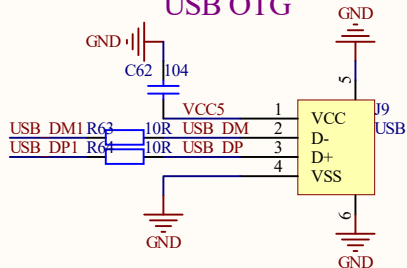 USB OTG
GND
GND
C62 104
5
VCC5 1 VCC J9
USB_DM1 R63 10R USB_DM 2 D- USB
USB_DP1 R64 10R USB_DP 3 D+
4 VSS
6
GND
GND